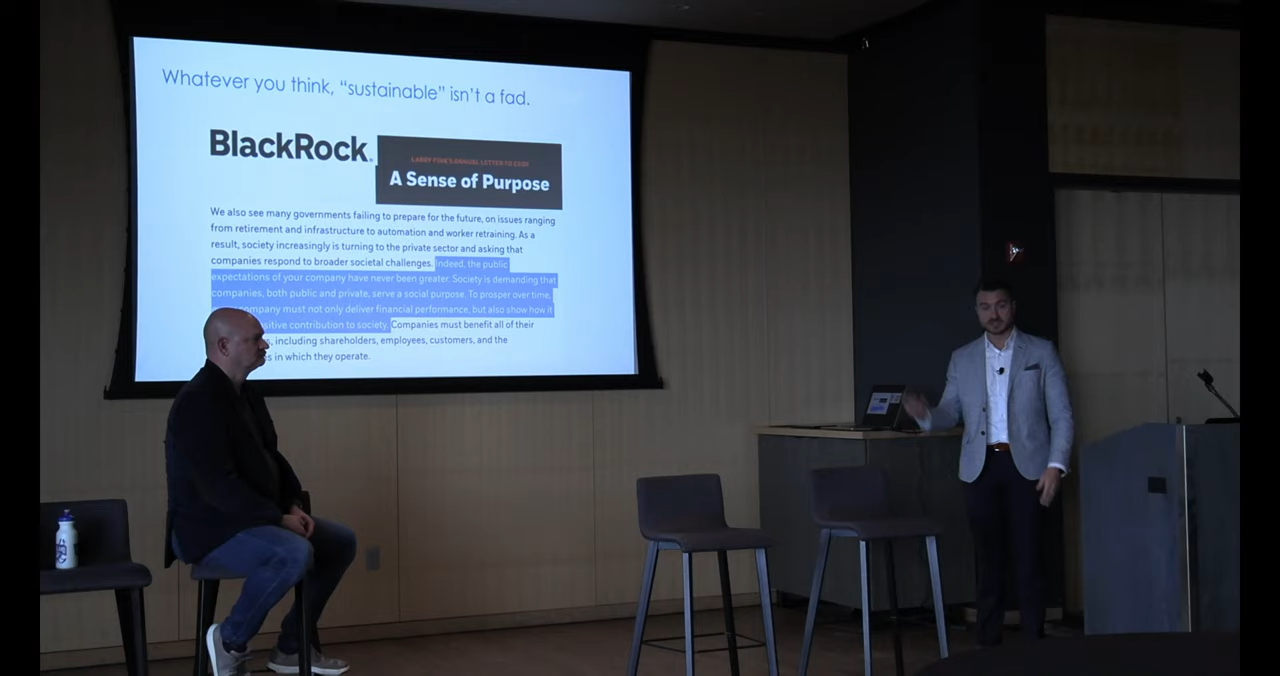 Whatever you think, “sustainable” isn’t a fad.
BlackRock.
LARRY FINK'S ANNUAL LETTER TO CEOS
A Sense of Purpose
We also see many governments failing to prepare for the future, on issues ranging
from retirement and infrastructure to automation and worker retraining. As a
result, society increasingly is turning to the private sector and asking that
companies respond to broader societal challenges. Indeed, the public
expectations of your company have never been greater. Society is demanding that
companies, both public and private, serve a social purpose. To prosper over time,
company must not only deliver financial performance, but also show how it
sitive contribution to society. Companies must benefit all of their
s, including shareholders, employees, customers, and the
s in which they operate.